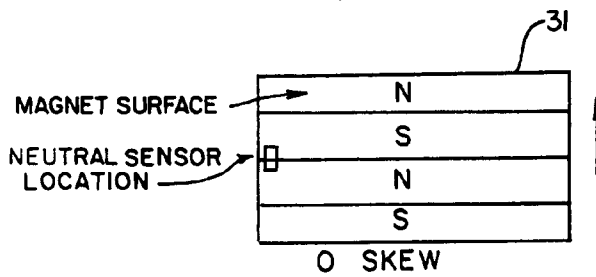 31
MAGNET SURFACE
N
S
NEUTRAL SENSOR
LOCATION
N
S
0 SKEW